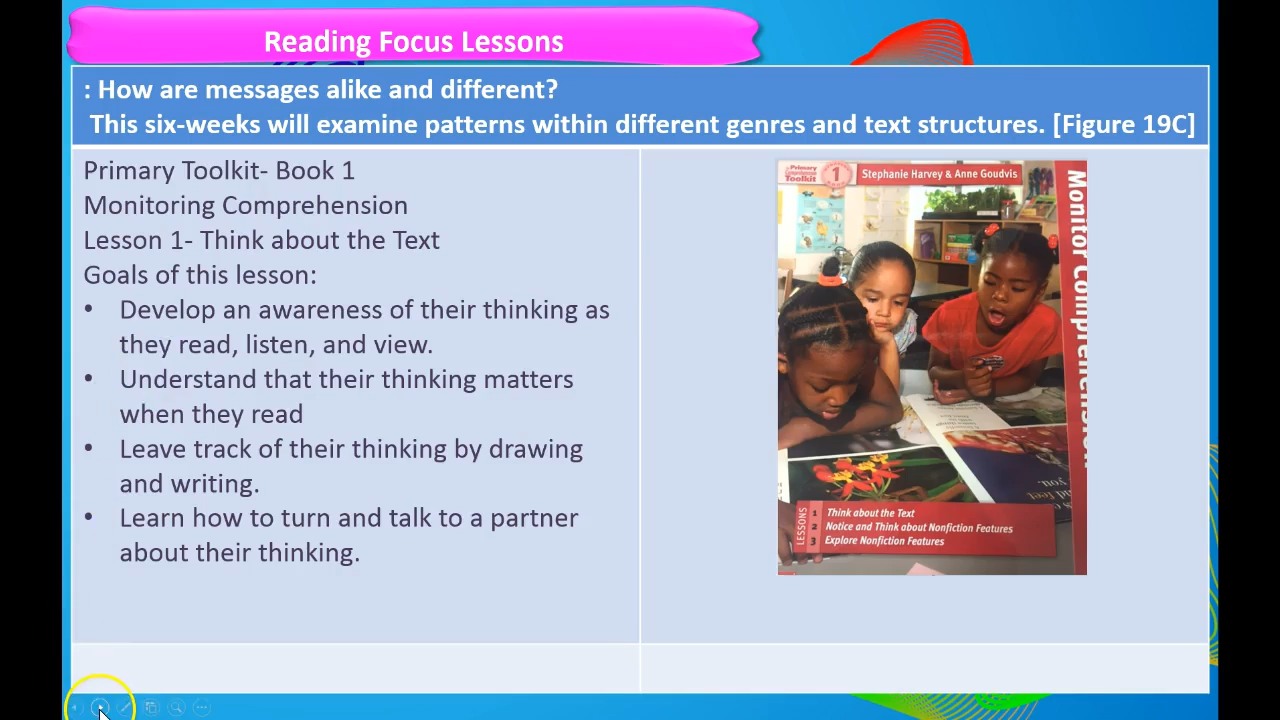 Reading Focus Lessons
: How are messages alike and different?
This six-weeks will examine patterns within different genres and text structures. [Figure 19C]
Primary Toolkit- Book 1
Monitoring Comprehension
Lesson 1- Think about the Text
Goals of this lesson:
• Develop an awareness of their thinking as
they read, listen, and view.
• Understand that their thinking matters
when they read
• Leave track of their thinking by drawing
and writing.
• Learn how to turn and talk to a partner
about their thinking.
Primary
Comprehension
Toolkit
1
Stephanie Harvey & Anne Goudvis
Monitor Comprehension
LESSONS
1 Think about the Text
2 Notice and Think about Nonfiction Features
3 Explore Nonfiction Features
you.